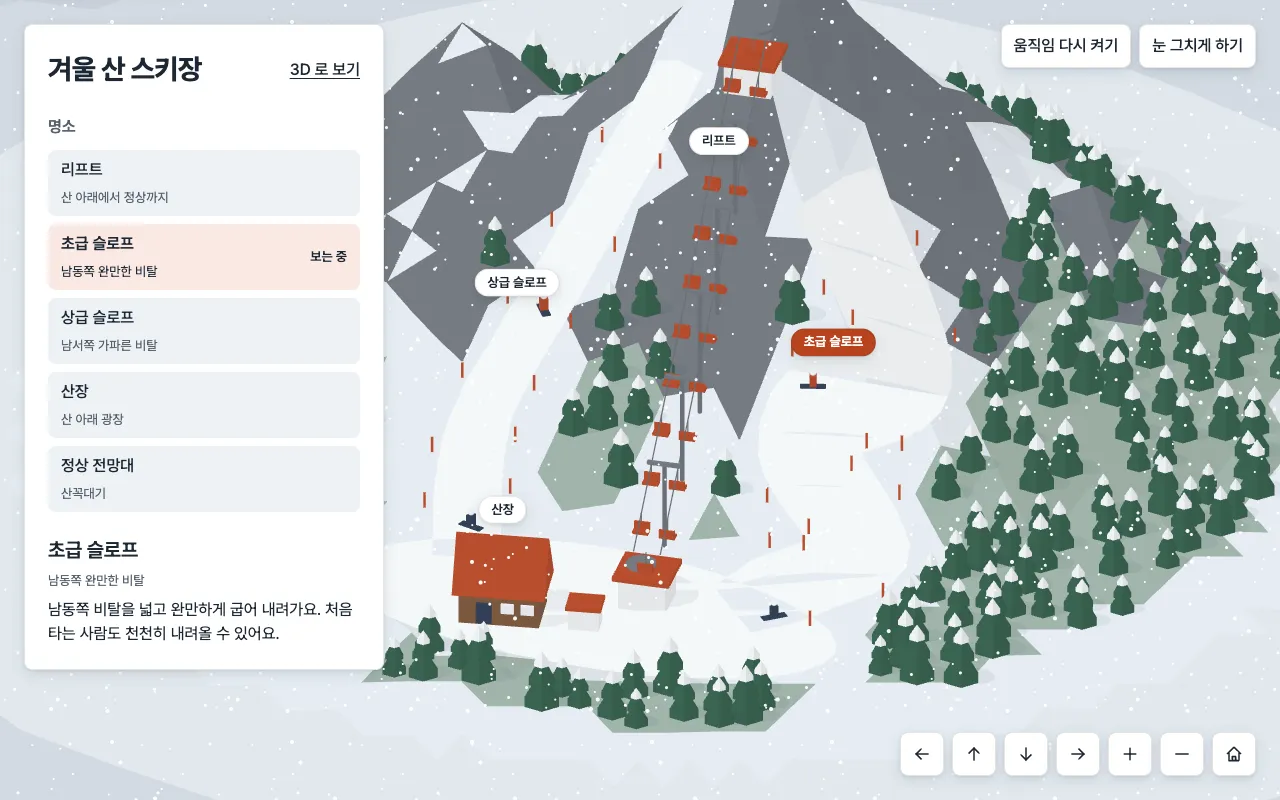 겨울 산 스키장
3D 로 보기
명소
리프트
산 아래에서 정상까지
초급 슬로프
남동쪽 완만한 비탈
보는 중
상급 슬로프
남서쪽 가파른 비탈
산장
산 아래 광장
정상 전망대
산꼭대기
초급 슬로프
남동쪽 완만한 비탈
남동쪽 비탈을 넓고 완만하게 굽어 내려가요. 처음
타는 사람도 천천히 내려올 수 있어요.
움직임 다시 켜기
눈 그치게 하기
리프트
상급 슬로프
초급 슬로프
산장